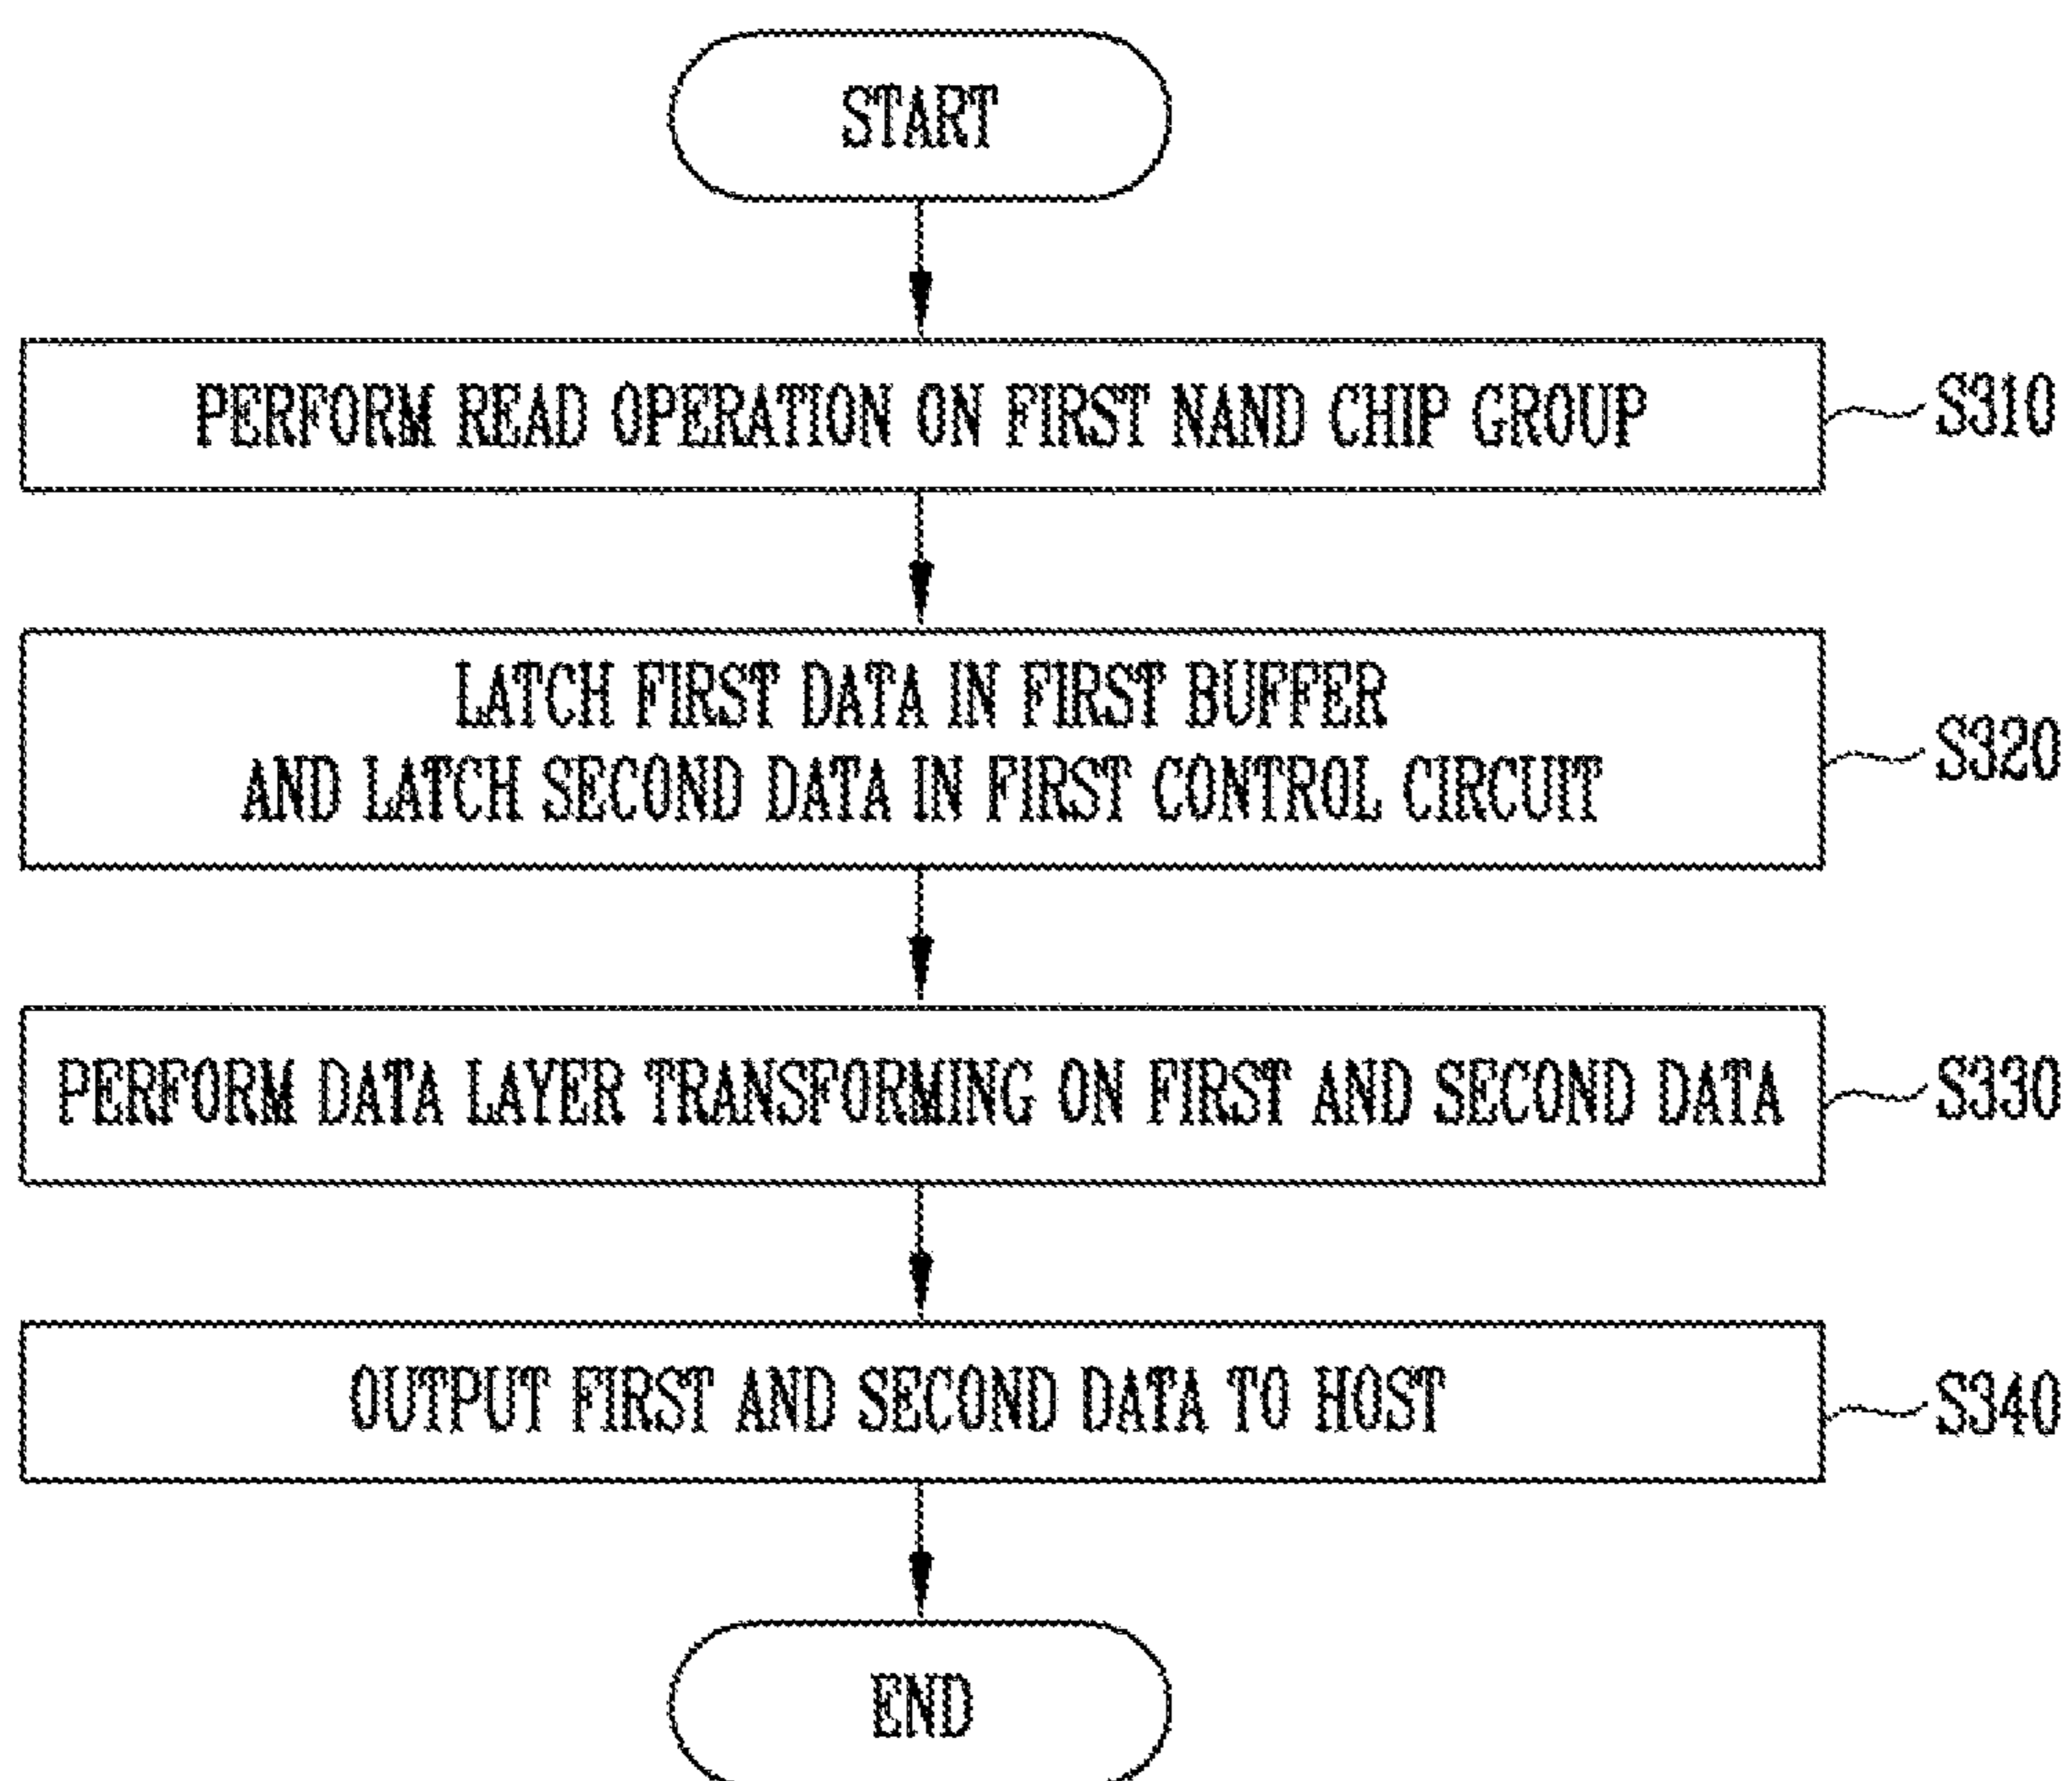 START
PERFORM READ OPERATION ON FIRST NAND CHIP GROUP
S310
LATCH FIRST DATA IN FIRST BUFFER
AND LATCH SECOND DATA IN FIRST CONTROL CIRCUIT
S320
PERFORM DATA LAYER TRANSFORMING ON FIRST AND SECOND DATA
S330
OUTPUT FIRST AND SECOND DATA TO HOST
S340
END